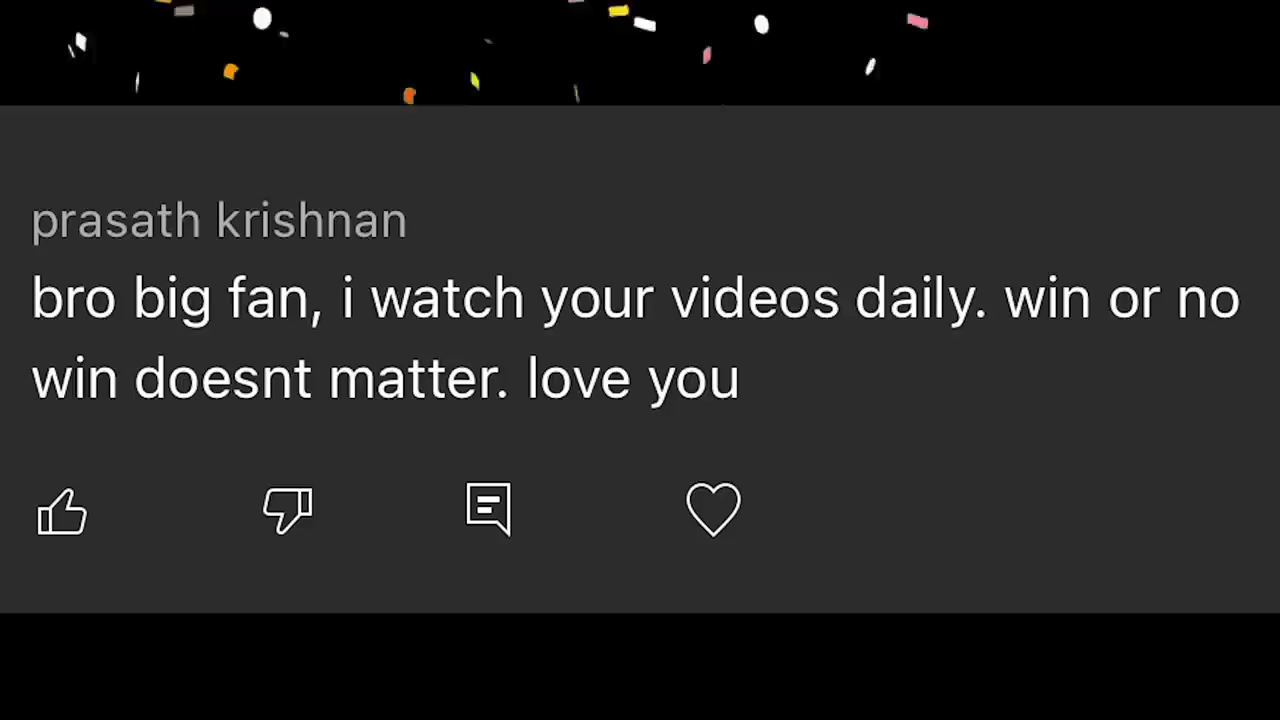 prasath krishnan
bro big fan, i watch your videos daily. win or no
win doesnt matter. love you